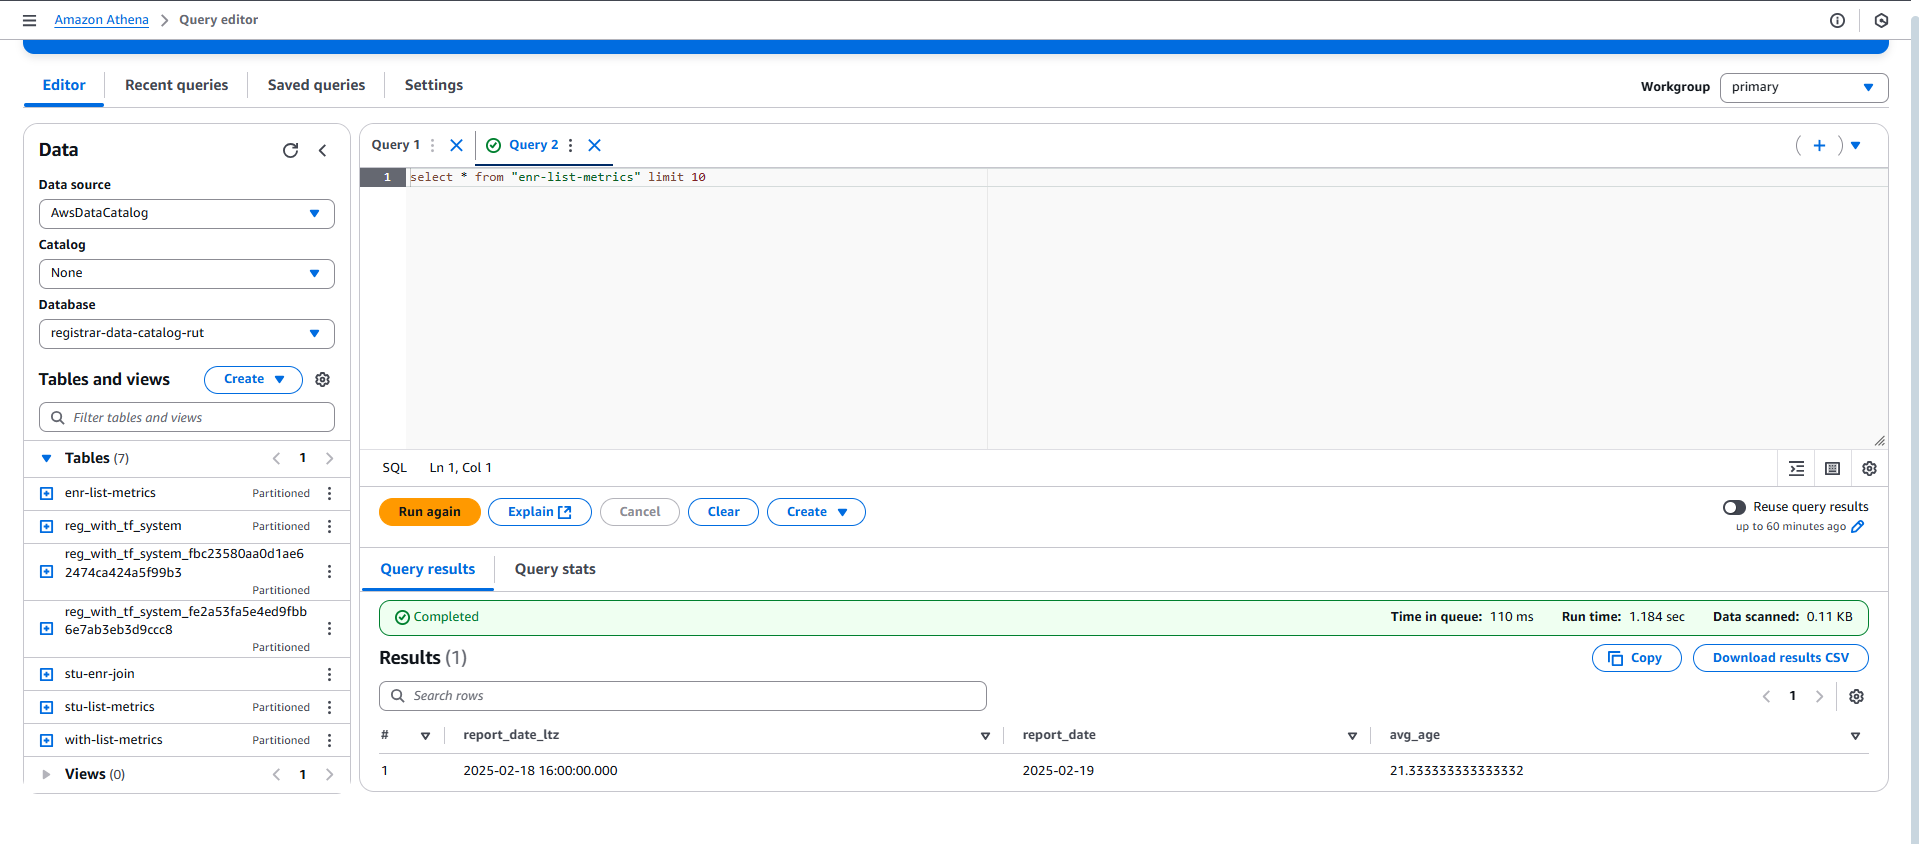 Amazon Athena > Query editor
Editor Recent queries Saved queries Settings
Workgroup primary
Data
Data source
AwsDataCatalog
Catalog
None
Database
registrar-data-catalog-rut
Tables and views Create
Filter tables and views
Tables (7) < 1 >
enr-list-metrics Partitioned
reg_with_tf_system Partitioned
reg_with_tf_system_fbc23580aa0d1ae6
2474ca424a5f99b3
Partitioned
reg_with_tf_system_fe2a53fa5e4ed9fbb
6e7ab3eb3d9ccc8
Partitioned
stu-enr-join
stu-list-metrics Partitioned
with-list-metrics Partitioned
Views (0) < 1 >
Query 1 Query 2
1 select * from "enr-list-metrics" limit 10
SQL Ln 1, Col 1
Run again Explain Cancel Clear Create
Reuse query results
up to 60 minutes ago
Query results Query stats
Completed Time in queue: 110 ms Run time: 1.184 sec Data scanned: 0.11 KB
Results (1) Copy Download results CSV
Search rows < 1 >
# report_date_ltz report_date avg_age
1 2025-02-18 16:00:00.000 2025-02-19 21.333333333333332